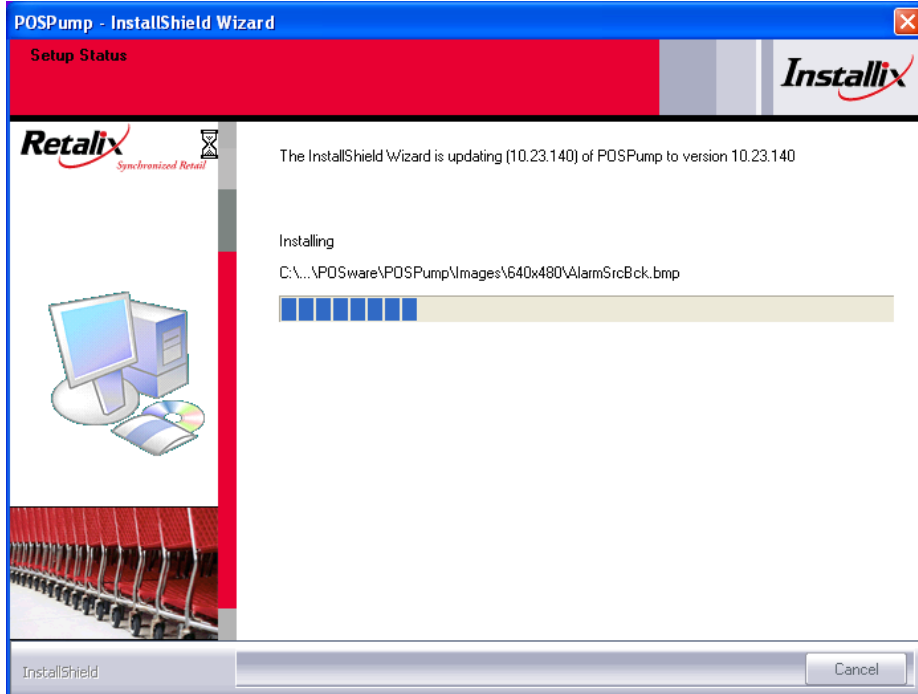 POSPump - InstallShield Wizard
Setup Status
Installix
Retalix
Synchronized Retail
The InstallShield Wizard is updating (10.23.140) of POSPump to version 10.23.140
Installing
C:\...\POSware\POSPump\Images\640x480\AlarmSrcBck.bmp
InstallShield
Cancel